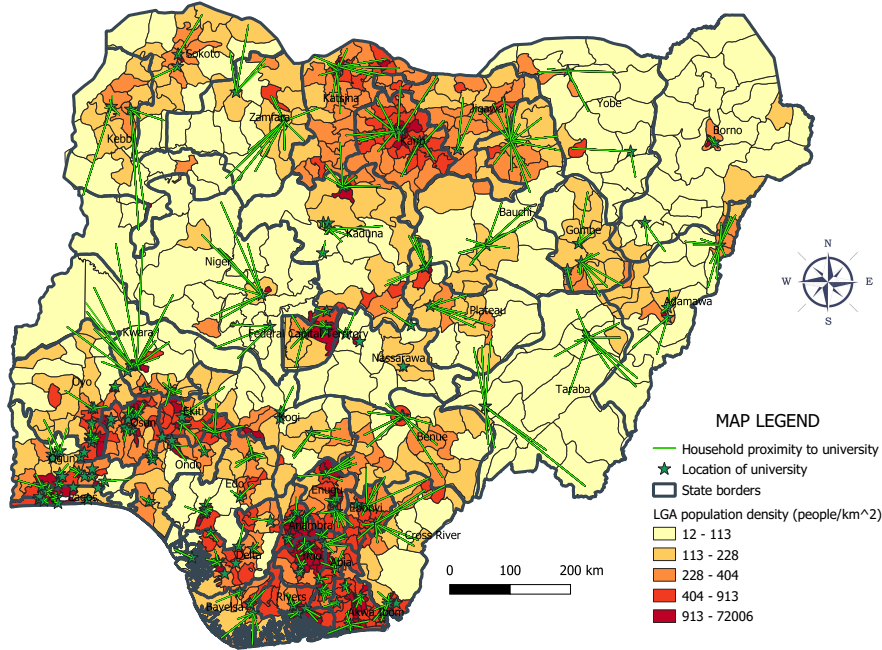 Sokoto
Katsina
Jigawa
Yobe
Borno
Zamfara
Kano
Kebbi
Bauchi
Gombe
Kaduna
Niger
Adamawa
Plateau
Kwara
Federal Capital Territory
Nassarawa
Oyo
Taraba
Ekiti
Kogi
Osun
Benue
Ogun
Ondo
Edo
Enugu
Lagos
Ebonyi
Anambra
Cross River
Delta
Imo
Abia
Rivers
Bayelsa
Akwa Ibom
N
W E
S
MAP LEGEND
Household proximity to university
Location of university
State borders
LGA population density (people/km^2)
12 - 113
113 - 228
228 - 404
404 - 913
913 - 72006
0 100 200 km